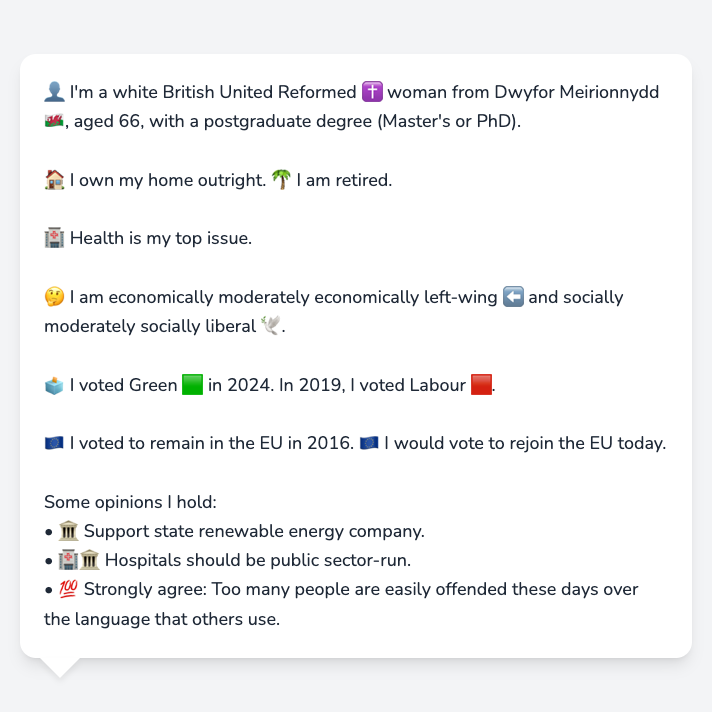 👤 I'm a white British United Reformed ✝️ woman from Dwyfor Meirionnydd
🏴󠁧󠁢󠁷󠁬󠁳󠁿, aged 66, with a postgraduate degree (Master's or PhD).
🏠 I own my home outright. 🌴 I am retired.
🏥 Health is my top issue.
🤔 I am economically moderately economically left-wing ⬅️ and socially
moderately socially liberal 🕊️.
🗳️ I voted Green 🟩 in 2024. In 2019, I voted Labour 🟥.
🇪🇺 I voted to remain in the EU in 2016. 🇪🇺 I would vote to rejoin the EU today.
Some opinions I hold:
• 🏛️ Support state renewable energy company.
• 🏥🏛️ Hospitals should be public sector-run.
• 💯 Strongly agree: Too many people are easily offended these days over
the language that others use.